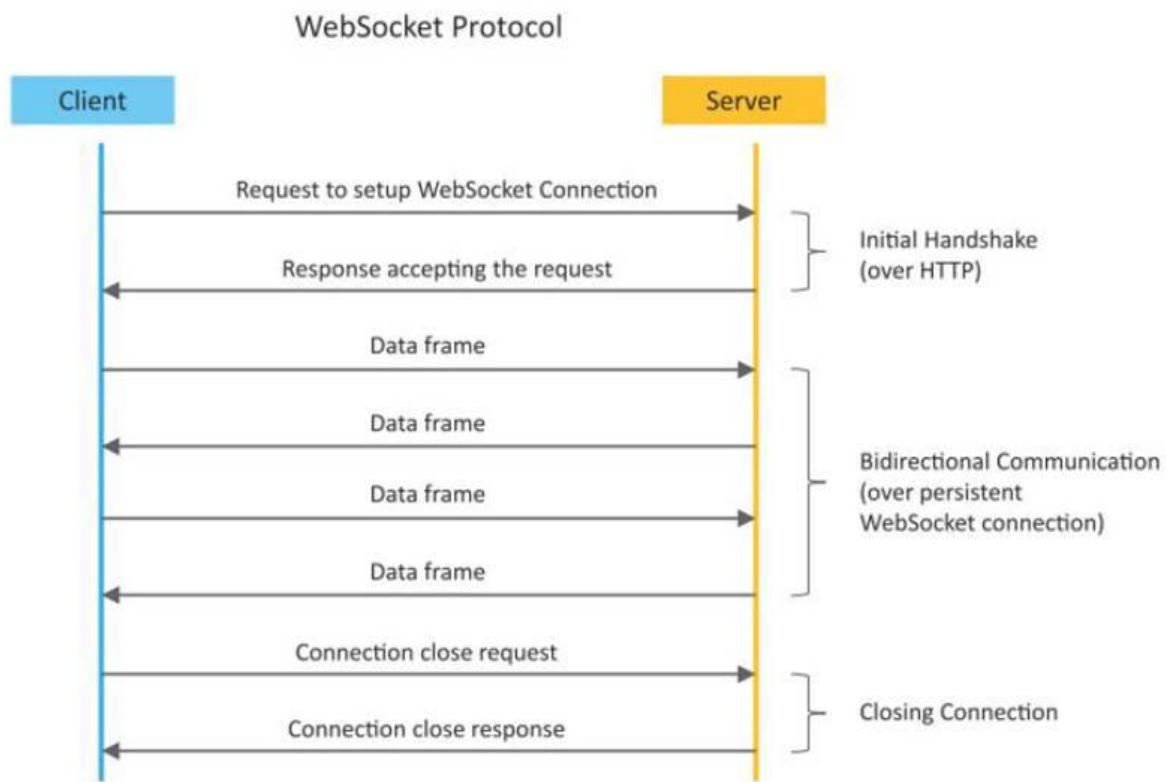 WebSocket Protocol
Client
Server
Request to setup WebSocket Connection
Response accepting the request
Initial Handshake
(over HTTP)
Data frame
Data frame
Data frame
Data frame
Bidirectional Communication
(over persistent
WebSocket connection)
Connection close request
Connection close response
Closing Connection